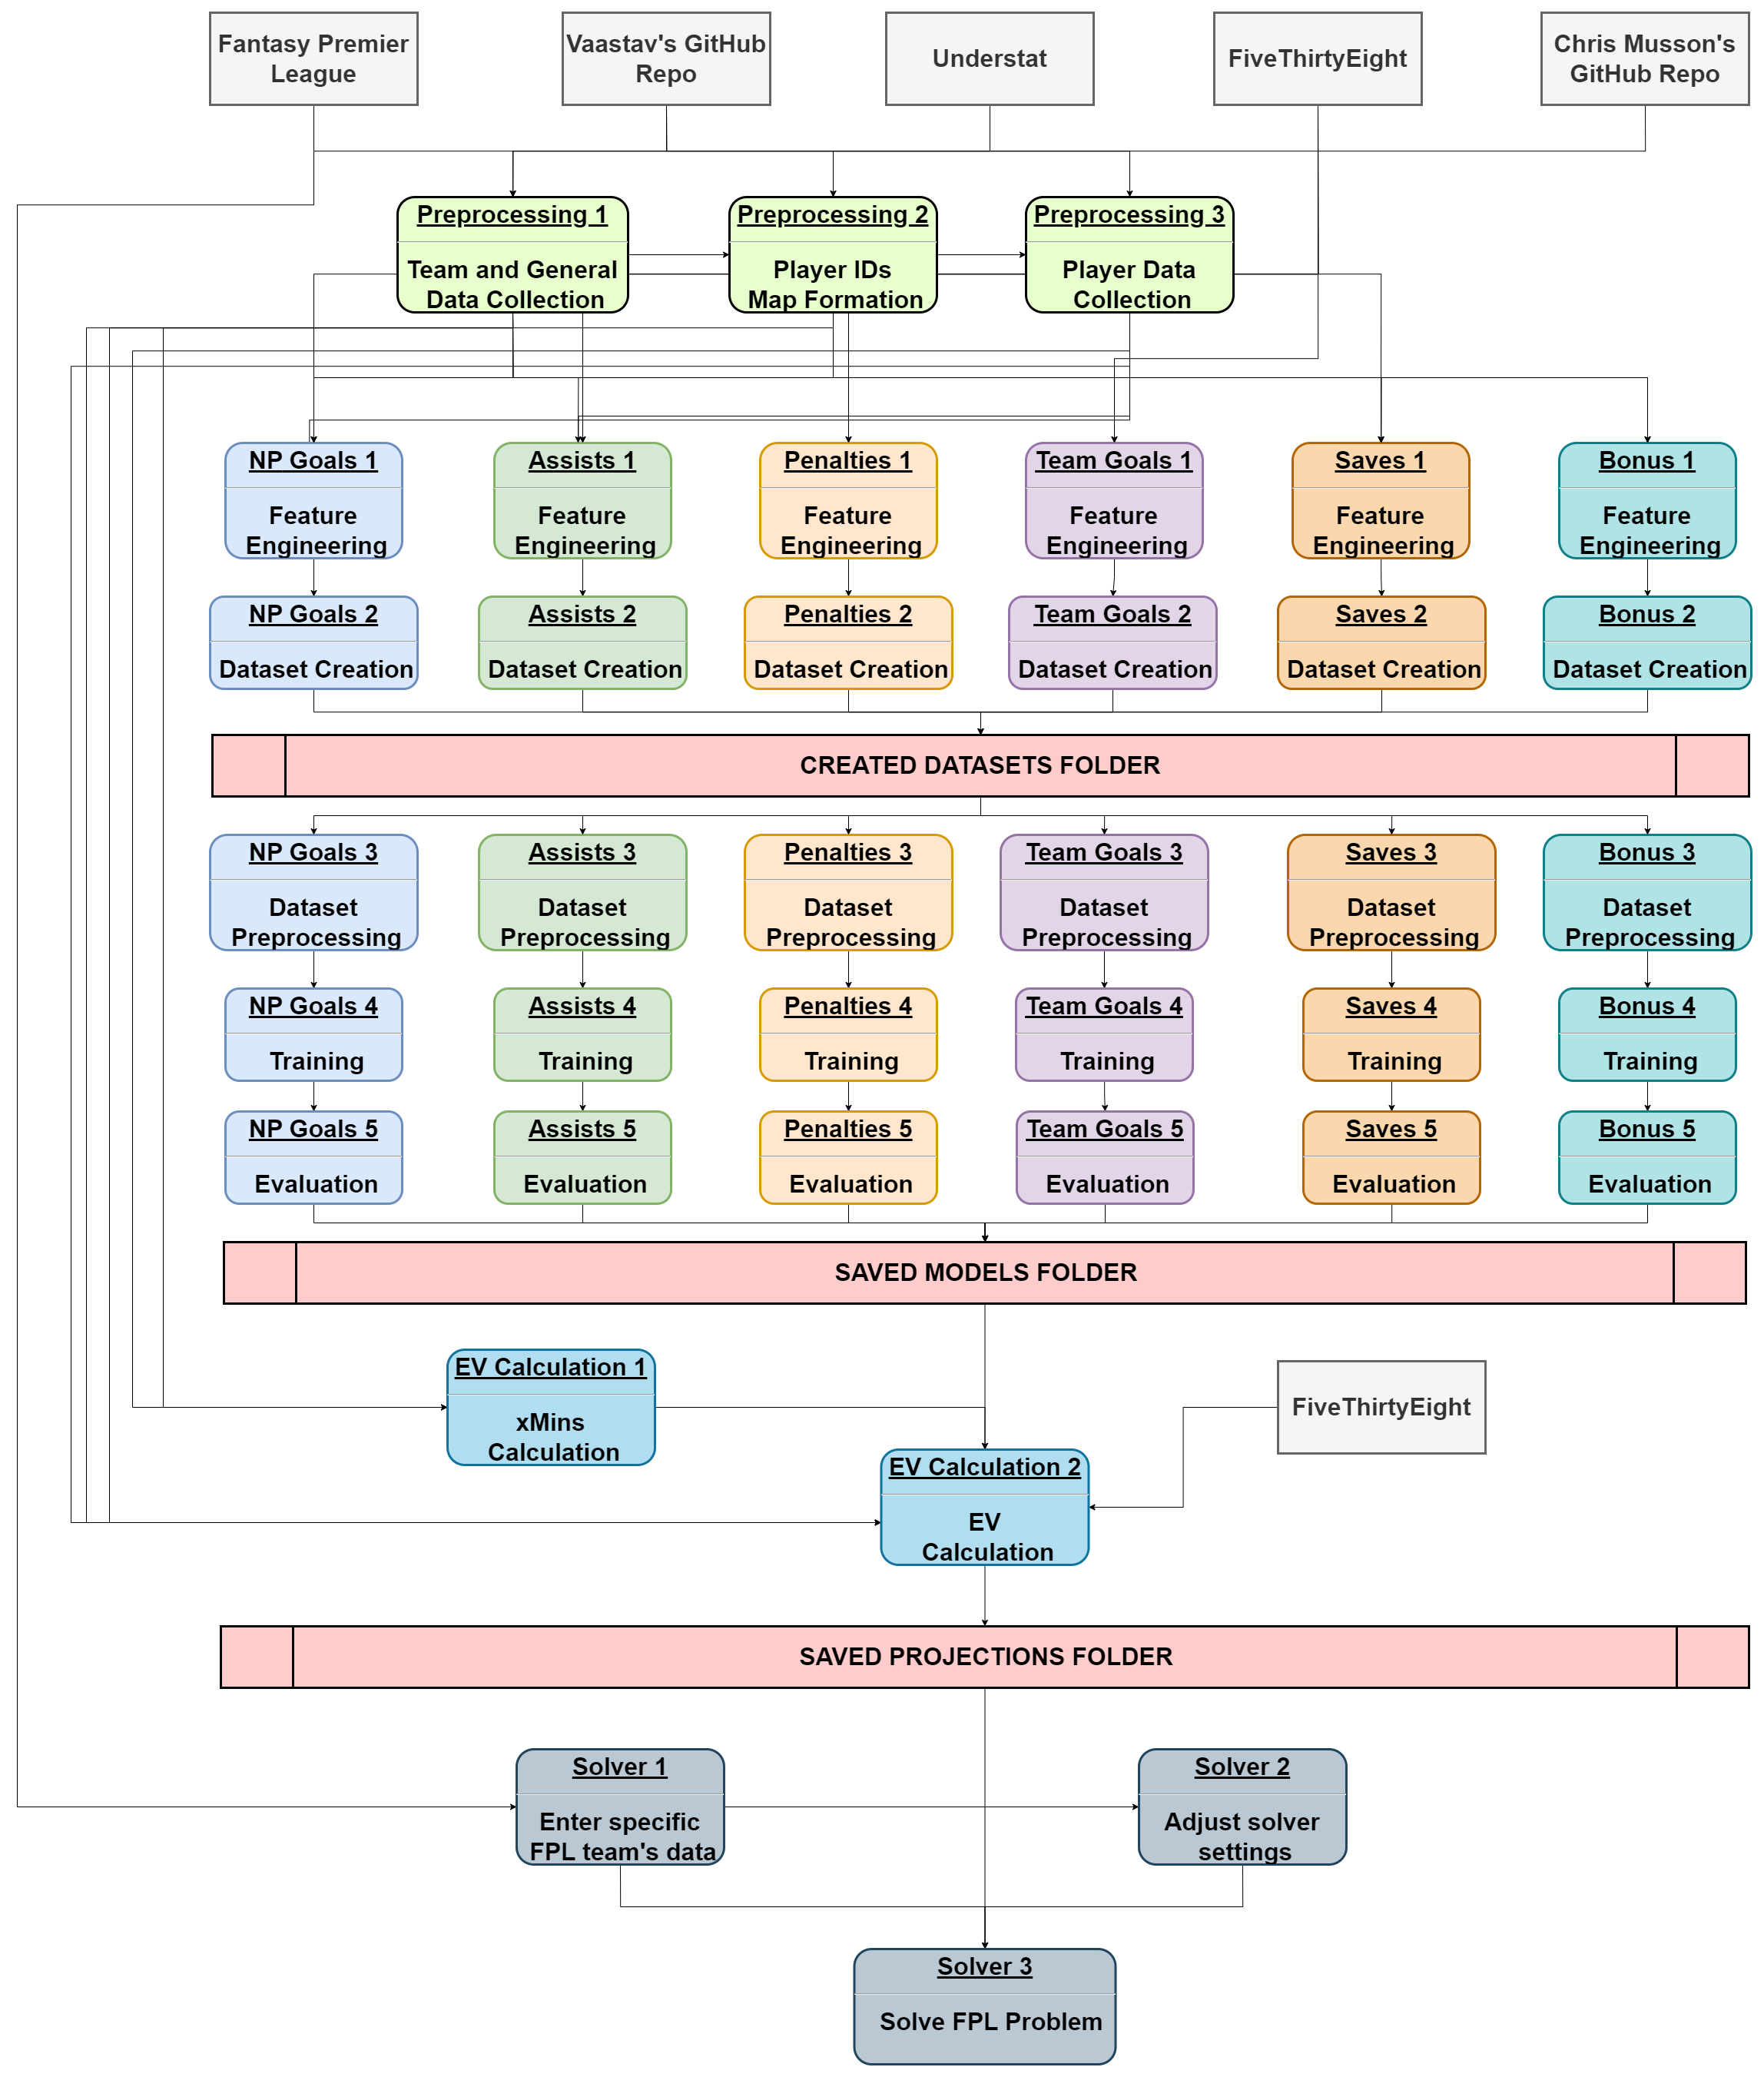 Fantasy Premier
League
Vaastav's GitHub
Repo
Understat
FiveThirtyEight
Chris Musson's
GitHub Repo
Preprocessing 1
Team and General
Data Collection
Preprocessing 2
Player IDs
Map Formation
Preprocessing 3
Player Data
Collection
NP Goals 1
Feature
Engineering
Assists 1
Feature
Engineering
Penalties 1
Feature
Engineering
Team Goals 1
Feature
Engineering
Saves 1
Feature
Engineering
Bonus 1
Feature
Engineering
NP Goals 2
Dataset Creation
Assists 2
Dataset Creation
Penalties 2
Dataset Creation
Team Goals 2
Dataset Creation
Saves 2
Dataset Creation
Bonus 2
Dataset Creation
CREATED DATASETS FOLDER
NP Goals 3
Dataset
Preprocessing
Assists 3
Dataset
Preprocessing
Penalties 3
Dataset
Preprocessing
Team Goals 3
Dataset
Preprocessing
Saves 3
Dataset
Preprocessing
Bonus 3
Dataset
Preprocessing
NP Goals 4
Training
Assists 4
Training
Penalties 4
Training
Team Goals 4
Training
Saves 4
Training
Bonus 4
Training
NP Goals 5
Evaluation
Assists 5
Evaluation
Penalties 5
Evaluation
Team Goals 5
Evaluation
Saves 5
Evaluation
Bonus 5
Evaluation
SAVED MODELS FOLDER
EV Calculation 1
xMins
Calculation
FiveThirtyEight
EV Calculation 2
EV
Calculation
SAVED PROJECTIONS FOLDER
Solver 1
Enter specific
FPL team's data
Solver 2
Adjust solver
settings
Solver 3
Solve FPL Problem